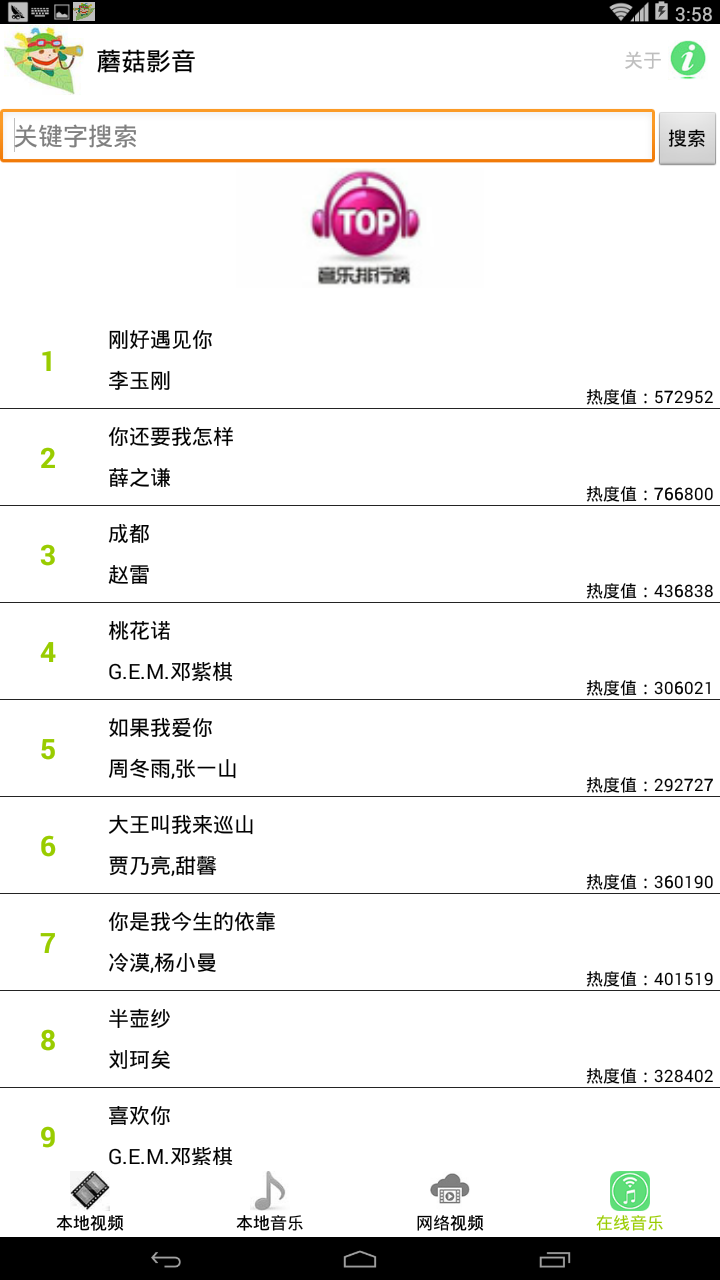 3:58
蘑菇影音
关于
关键字搜索
搜索
TOP
音乐排行榜
1
刚好遇见你
李玉刚
热度值：572952
2
你还要我怎样
薛之谦
热度值：766800
3
成都
赵雷
热度值：436838
4
桃花诺
G.E.M.邓紫棋
热度值：306021
5
如果我爱你
周冬雨,张一山
热度值：292727
6
大王叫我来巡山
贾乃亮,甜馨
热度值：360190
7
你是我今生的依靠
冷漠,杨小曼
热度值：401519
8
半壶纱
刘珂矣
热度值：328402
9
喜欢你
G.E.M.邓紫棋
本地视频
本地音乐
网络视频
在线音乐